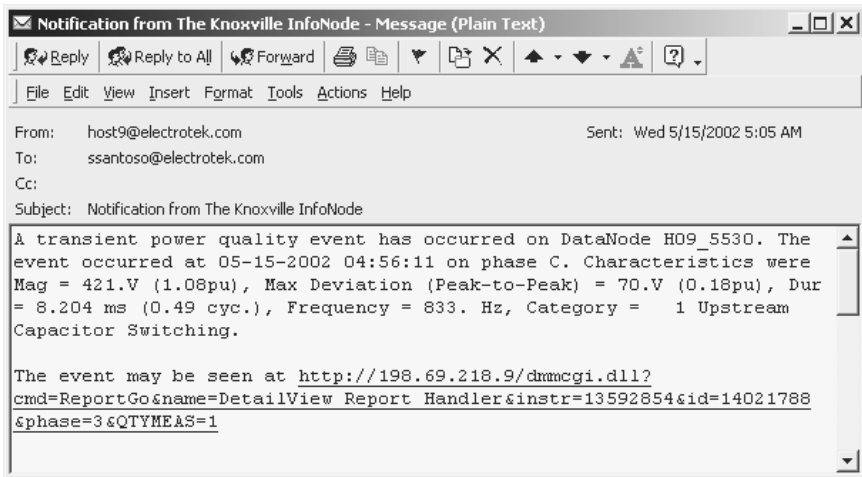 Notification from The Knoxville InfoNode - Message (Plain Text)
Reply Reply to All Forward
File Edit View Insert Format Tools Actions Help
From: host9@electrotek.com Sent: Wed 5/15/2002 5:05 AM
To: ssantoso@electrotek.com
Cc:
Subject: Notification from The Knoxville InfoNode
A transient power quality event has occurred on DataNode H09_5530. The
event occurred at 05-15-2002 04:56:11 on phase C. Characteristics were
Mag = 421.V (1.08pu), Max Deviation (Peak-to-Peak) = 70.V (0.18pu), Dur
= 8.204 ms (0.49 cyc.), Frequency = 833. Hz, Category = 1 Upstream
Capacitor Switching.
The event may be seen at http://198.69.218.9/dmmcgi.dll?
cmd=ReportGo&name=DetailView Report Handler&instr=13592854&id=14021788
&phase=3&QTYMEAS=1